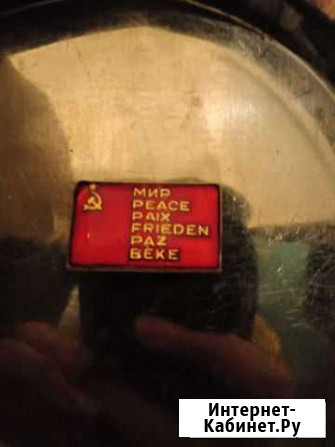 МИР
PEACE
PAIX
FRIEDEN
PAZ
BÉKE
Интернет-
Кабинет.Ру